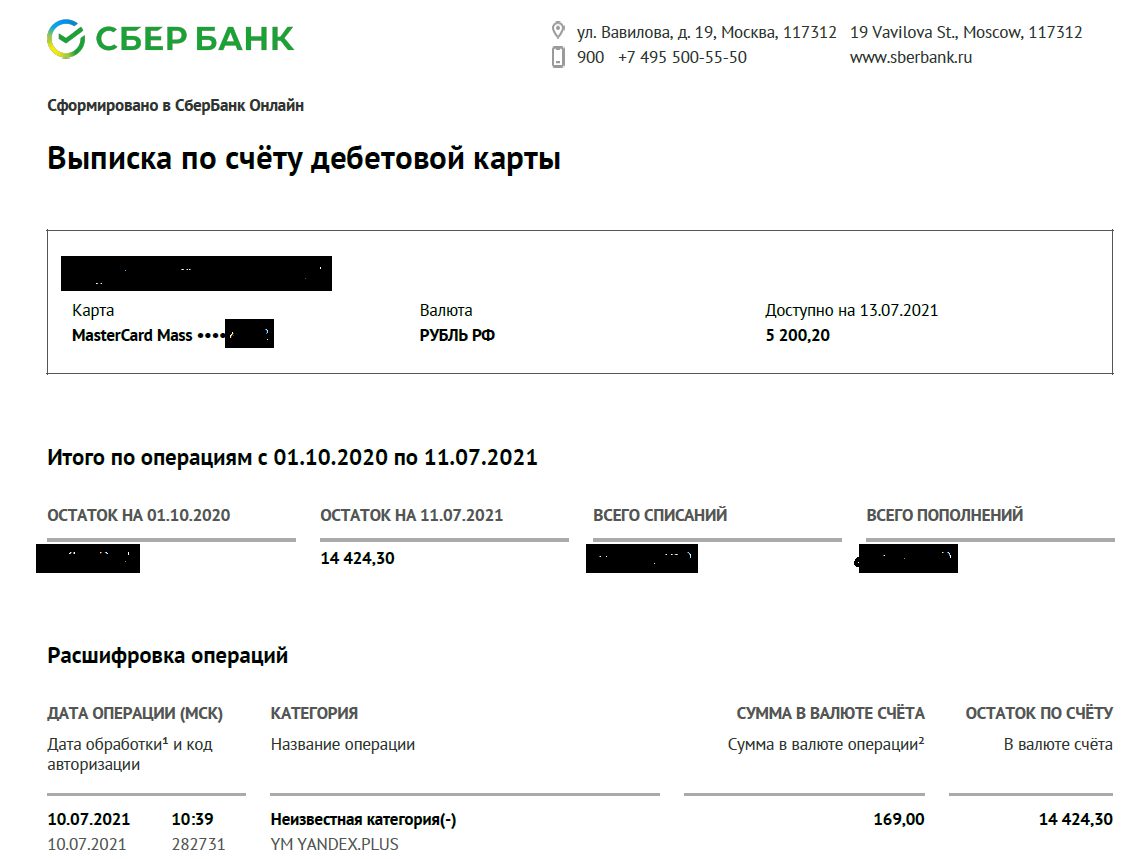 СБЕР БАНК
ул. Вавилова, д. 19, Москва, 117312 19 Vavilova St., Moscow, 117312
900 +7 495 500-55-50 www.sberbank.ru
Сформировано в СберБанк Онлайн
Выписка по счёту дебетовой карты
Карта Валюта Доступно на 13.07.2021
MasterCard Mass •••• РУБЛЬ РФ 5 200,20
Итого по операциям с 01.10.2020 по 11.07.2021
ОСТАТОК НА 01.10.2020 ОСТАТОК НА 11.07.2021 ВСЕГО СПИСАНИЙ ВСЕГО ПОПОЛНЕНИЙ
14 424,30
Расшифровка операций
ДАТА ОПЕРАЦИИ (МСК) КАТЕГОРИЯ СУММА В ВАЛЮТЕ СЧЁТА ОСТАТОК ПО СЧЁТУ
Дата обработки¹ и код Название операции Сумма в валюте операции² В валюте счёта
авторизации
10.07.2021 10:39 Неизвестная категория(-) 169,00 14 424,30
10.07.2021 282731 YM YANDEX.PLUS